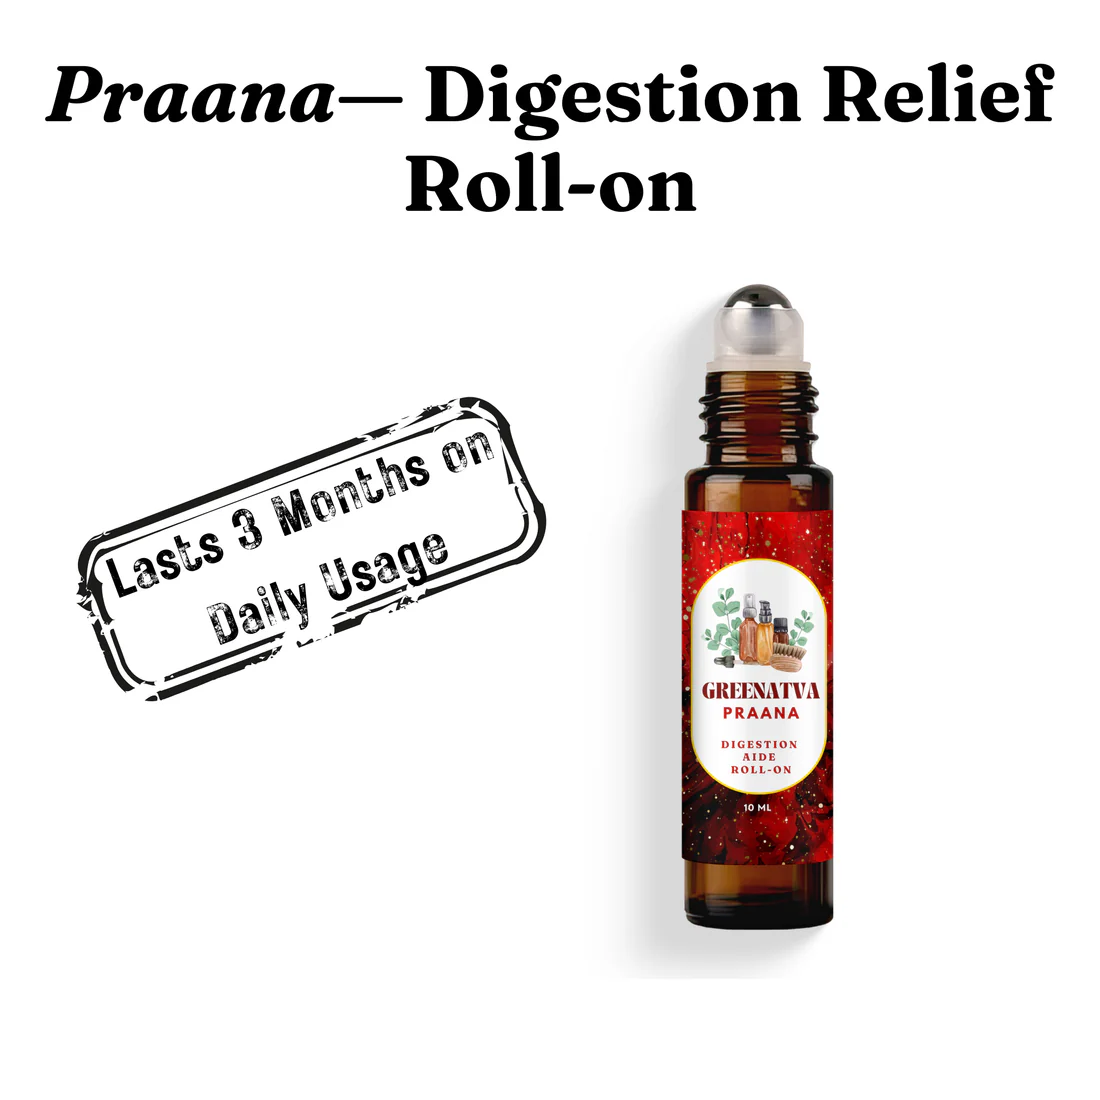 Praana— Digestion Relief
Roll-on
Lasts 3 Months on
Daily Usage
GREENATVA
PRAANA
DIGESTION
AIDE
ROLL-ON
10 ML